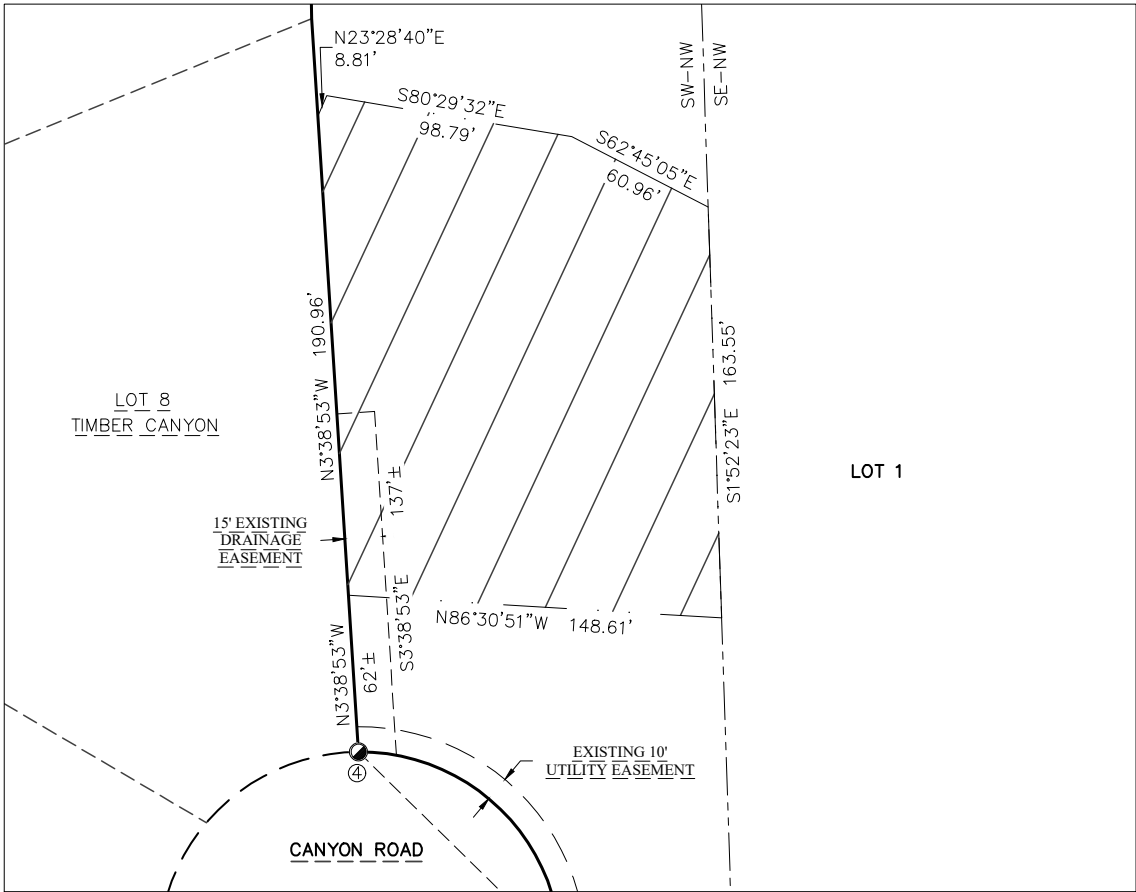 N23°28'40"E
8.81'
SW-NW
SE-NW
S80°29'32"E
98.79'
S62°45'05"E
60.96'
N3°38'53"W 190.96'
S1°52'23"E 163.55'
LOT 8
TIMBER CANYON
LOT 1
137'±
15' EXISTING
DRAINAGE
EASEMENT
S3°38'53"E
N86°30'51"W 148.61'
N3°38'53"W
62'±
EXISTING 10'
UTILITY EASEMENT
4
CANYON ROAD